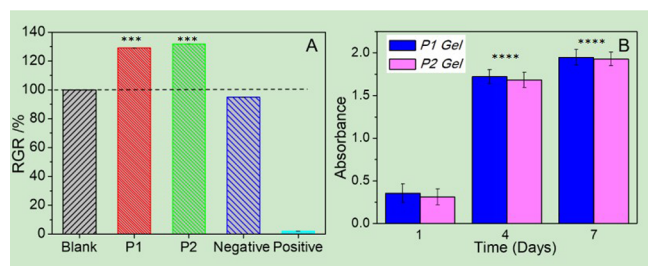 A
*** ***
RGR /%
140
120
100
80
60
40
20
0
Blank P1 P2 Negative Positive
B
P1 Gel
P2 Gel
**** ****
Absorbance
2.0
1.5
1.0
0.5
0.0
1 4 7
Time (Days)